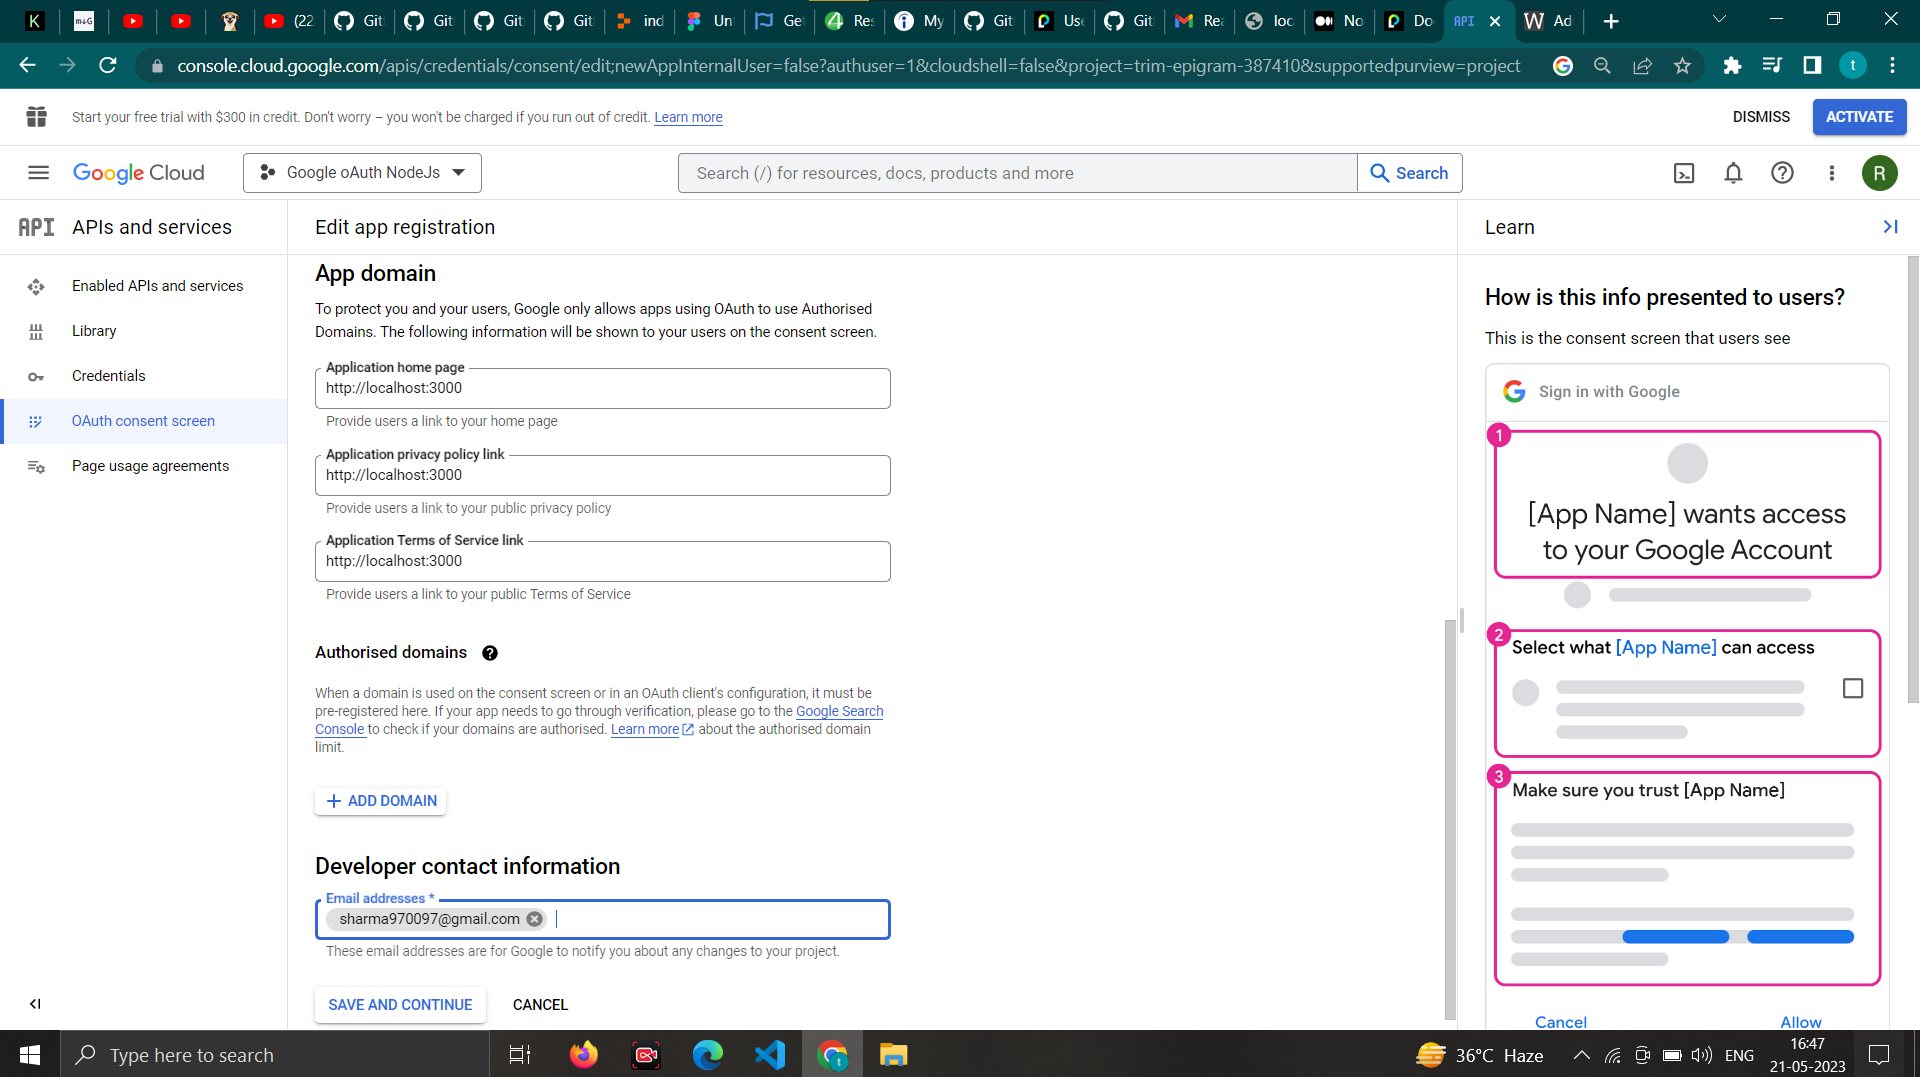 K
(22
Git
Git
Git
Git
ind
Unt
Get
Res
My
Git
Use
Git
Rea
loc
No
Do
API
Ad
console.cloud.google.com/apis/credentials/consent/edit;newAppInternalUser=false?authuser=1&cloudshell=false&project=trim-epigram-387410&supportedpurview=project
t
Start your free trial with $300 in credit. Don't worry – you won't be charged if you run out of credit. Learn more
DISMISS
ACTIVATE
Google Cloud
Google oAuth NodeJs
Search (/) for resources, docs, products and more
Search
R
API APIs and services
Edit app registration
Learn
Enabled APIs and services
Library
Credentials
OAuth consent screen
Page usage agreements
App domain
To protect you and your users, Google only allows apps using OAuth to use Authorised
Domains. The following information will be shown to your users on the consent screen.
Application home page
http://localhost:3000
Provide users a link to your home page
Application privacy policy link
http://localhost:3000
Provide users a link to your public privacy policy
Application Terms of Service link
http://localhost:3000
Provide users a link to your public Terms of Service
Authorised domains
When a domain is used on the consent screen or in an OAuth client's configuration, it must be
pre-registered here. If your app needs to go through verification, please go to the Google Search
Console to check if your domains are authorised. Learn more about the authorised domain
limit.
ADD DOMAIN
Developer contact information
Email addresses *
sharma970097@gmail.com
These email addresses are for Google to notify you about any changes to your project.
SAVE AND CONTINUE
CANCEL
How is this info presented to users?
This is the consent screen that users see
Sign in with Google
1
[App Name] wants access
to your Google Account
2
Select what [App Name] can access
3
Make sure you trust [App Name]
Cancel
Allow
Type here to search
36°C Haze
ENG
16:47
21-05-2023